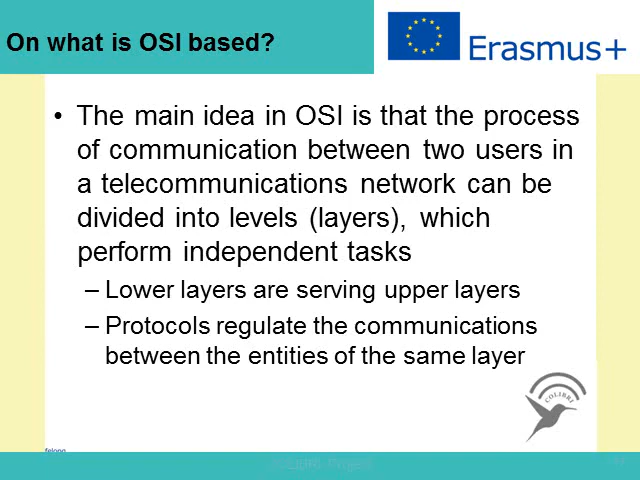 On what is OSI based?
Erasmus+
• The main idea in OSI is that the process
of communication between two users in
a telecommunications network can be
divided into levels (layers), which
perform independent tasks
– Lower layers are serving upper layers
– Protocols regulate the communications
between the entities of the same layer
COLIBRI
felong